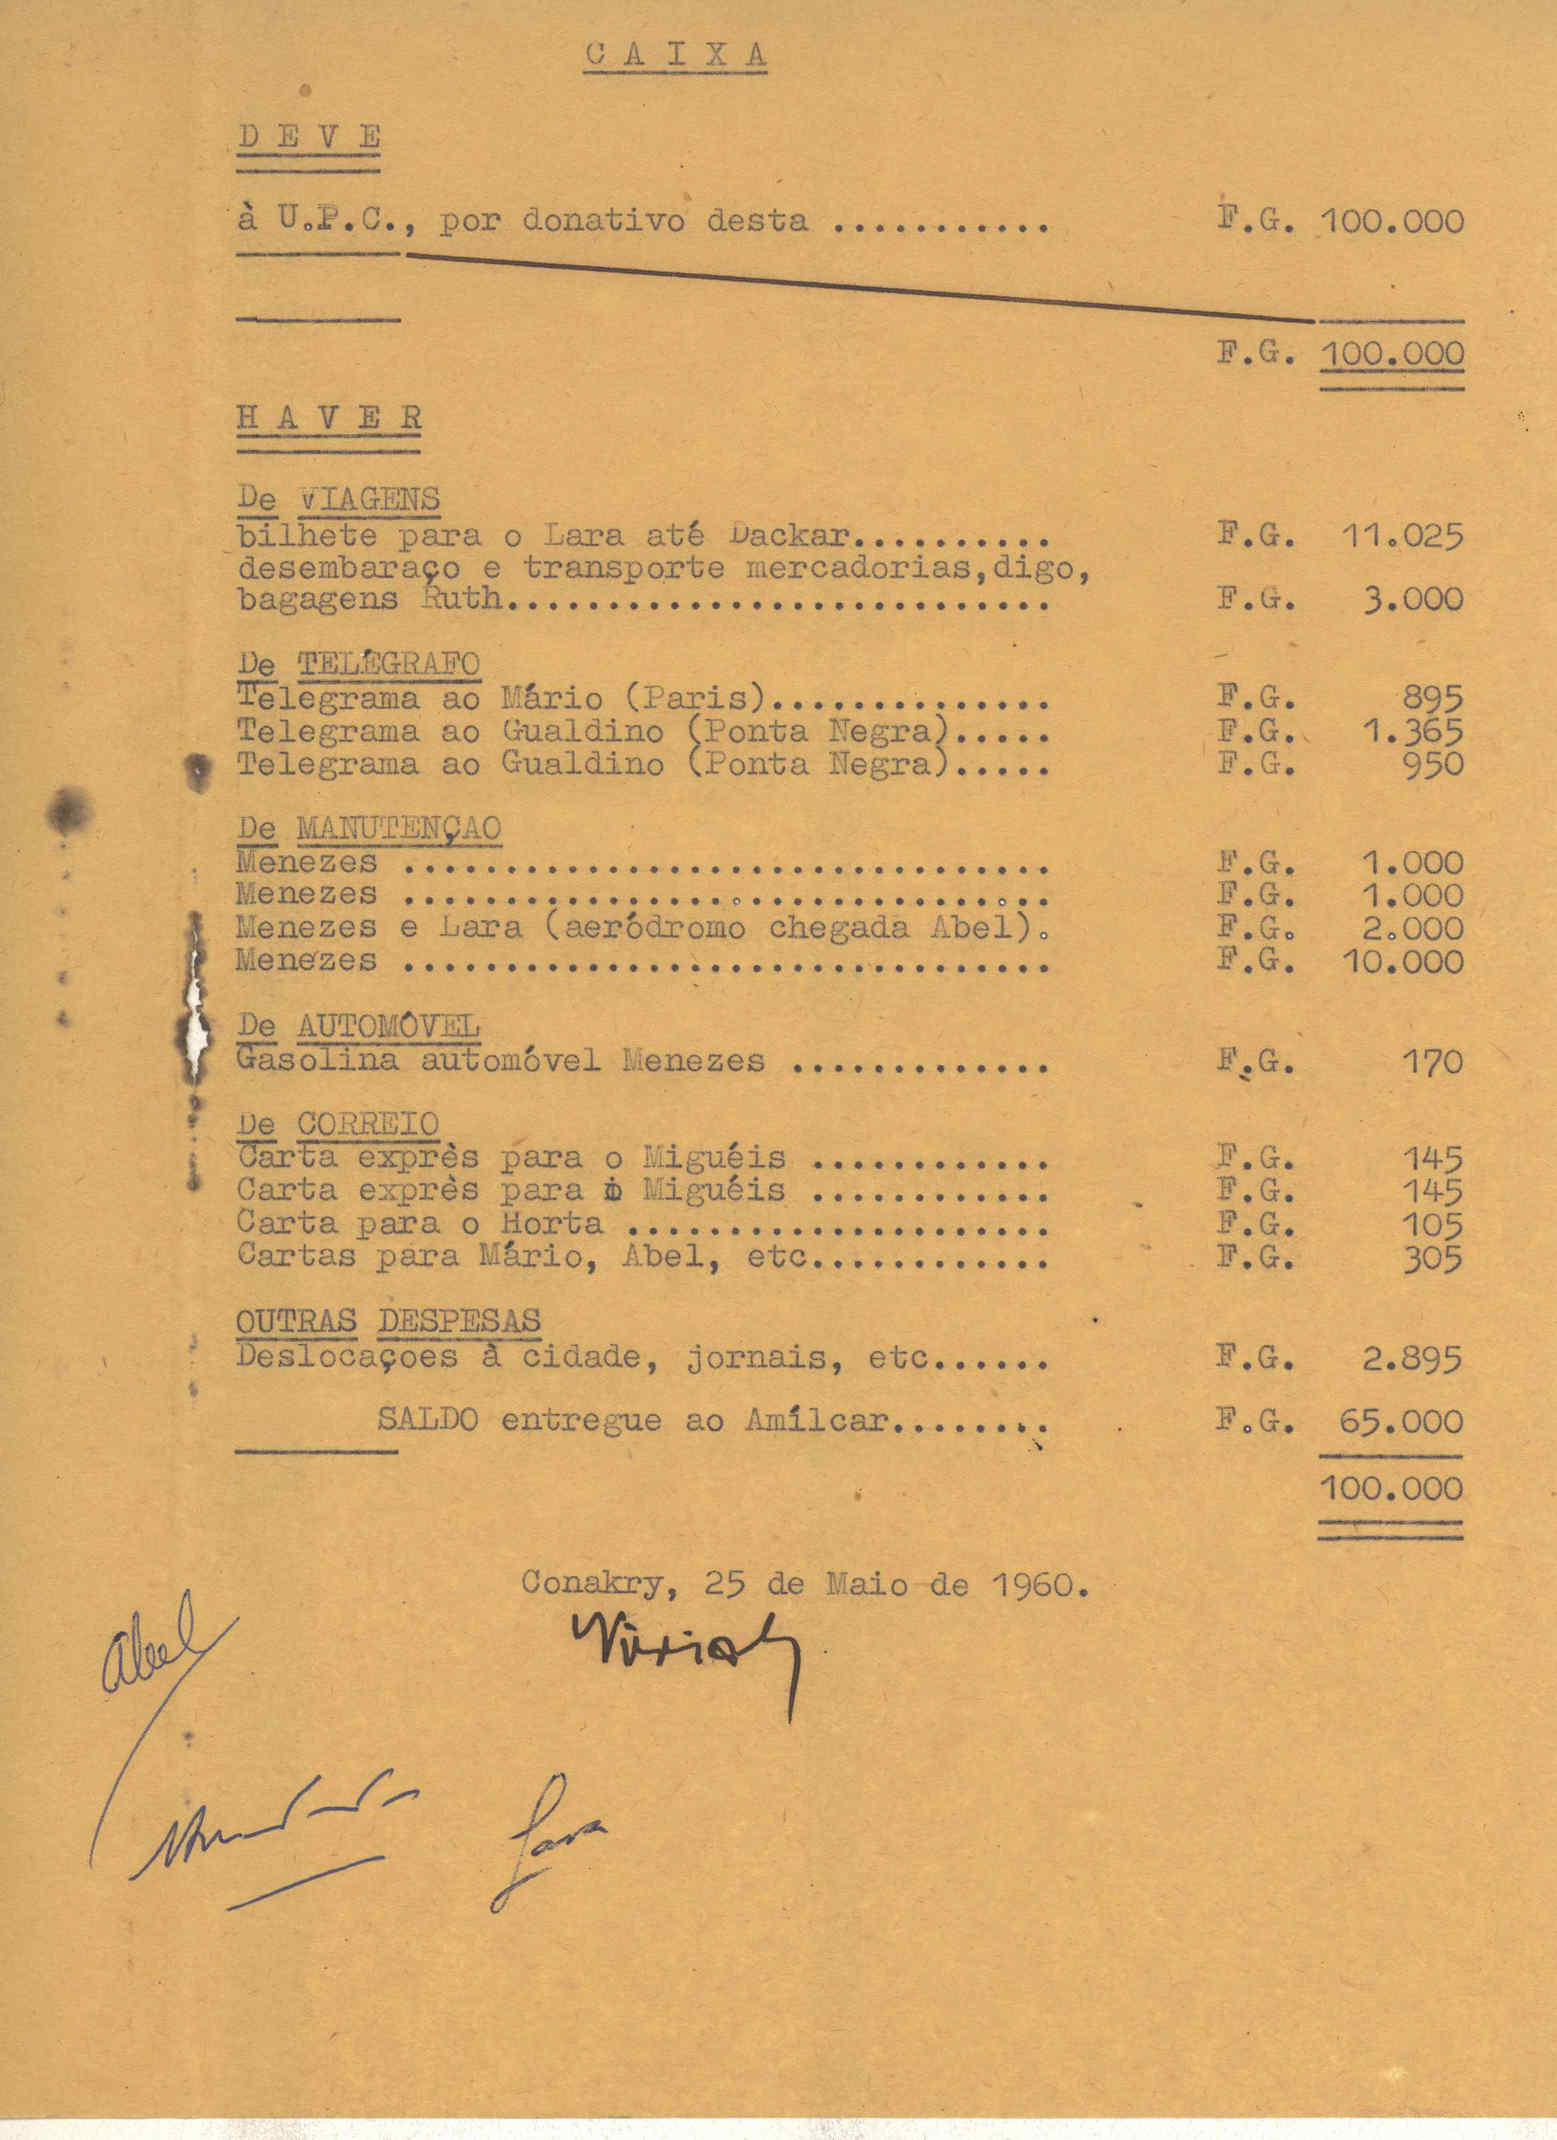 C A I X A
D E V E
à U.P.C., por donativo desta ........... F.G. 100.000
F.G. 100.000
H A V E R
De VIAGENS
bilhete para o Lara até Dackar.......... F.G. 11.025
desembaraço e transporte mercadorias,digo,
bagagens Ruth........................... F.G. 3.000
De TELÉGRAFO
Telegrama ao Mário (Paris).............. F.G. 895
Telegrama ao Gualdino (Ponta Negra)..... F.G. 1.365
Telegrama ao Gualdino (Ponta Negra)..... F.G. 950
De MANUTENÇAO
Menezes ................................ F.G. 1.000
Menezes ................................ F.G. 1.000
Menezes e Lara (aeródromo chegada Abel). F.G. 2.000
Menezes ................................ F.G. 10.000
De AUTOMÓVEL
Gasolina automóvel Menezes ............. F.G. 170
De CORREIO
Carta exprès para o Miguéis ............ F.G. 145
Carta exprès para o Miguéis ............ F.G. 145
Carta para o Horta ..................... F.G. 105
Cartas para Mário, Abel, etc............ F.G. 305
OUTRAS DESPESAS
Deslocaçoes à cidade, jornais, etc...... F.G. 2.895
SALDO entregue ao Amílcar........ F.G. 65.000
100.000
Conakry, 25 de Maio de 1960.
Abel
Lara